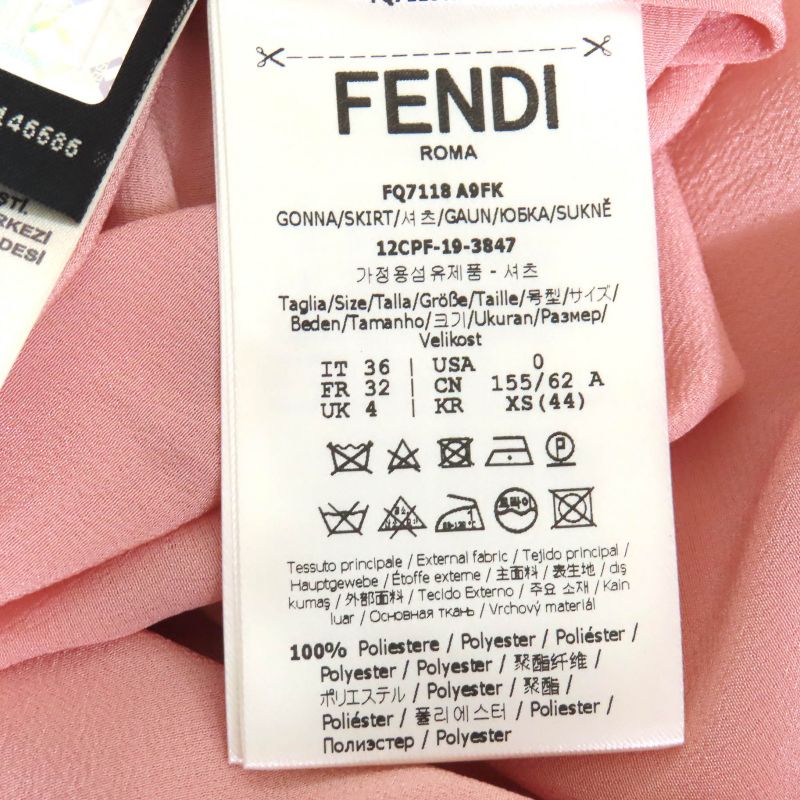 146685
STİ.
RKEZİ
DESİ
FENDI
ROMA
FQ7118 A9FK
GONNA/SKIRT/셔츠/GAUN/ЮБКА/SUKNĚ
12CPF-19-3847
가정용섬유제품 - 셔츠
Taglia/Size/Talla/Größe/Taille/号型/サイズ/
Beden/Tamanho/크기/Ukuran/Размер/
Velikost
IT 36 | USA 0
FR 32 | CN 155/62 A
UK 4 | KR XS(44)
P
드라이
Tessuto principale / External fabric / Tejido principal /
Hauptgewebe / Étoffe externe / 主面料 / 表生地 / dış
kumaş / 外部面料 / Tecido Externo / 주요 소재 / Kain
luar / Основная ткань / Vrchový materiál
100% Poliestere / Polyester / Poliéster /
Polyester / Polyester / 聚酯纤维 /
ポリエステル / Polyester / 聚酯 /
Poliéster / 폴리에스터 / Poliester /
Полиэстер / Polyester